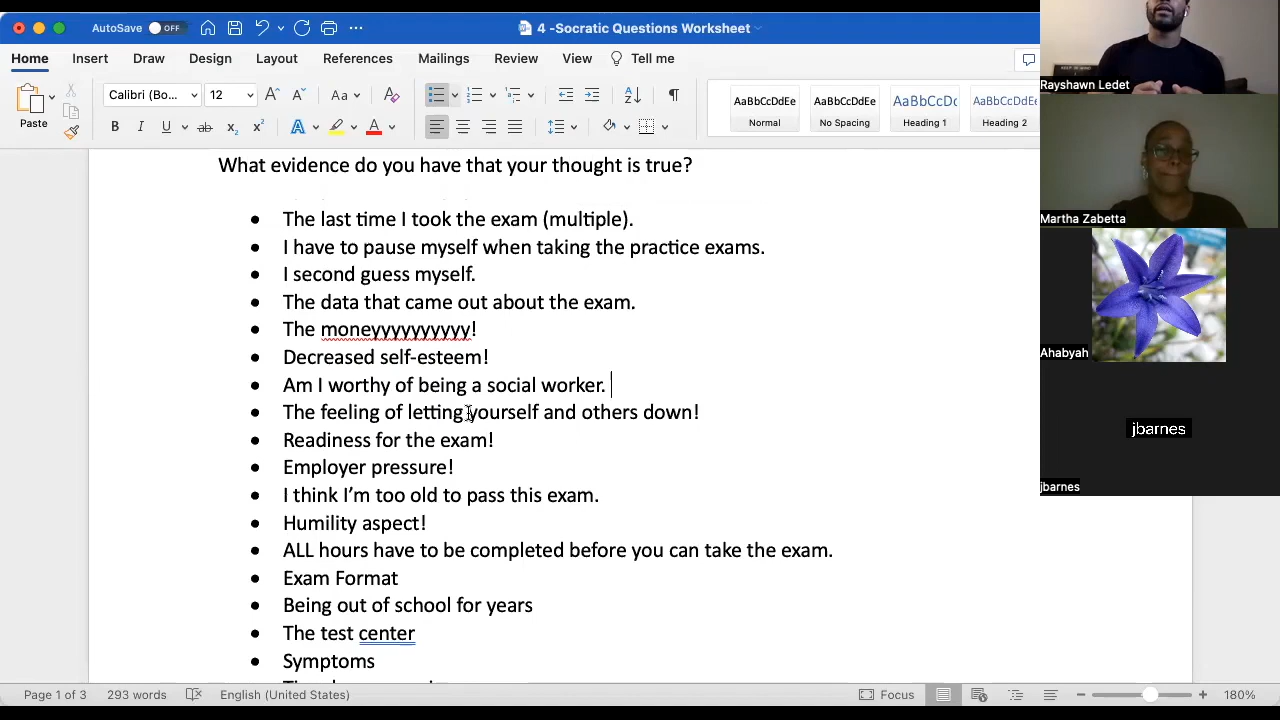 AutoSave OFF 4 -Socratic Questions Worksheet
Home Insert Draw Design Layout References Mailings Review View Tell me
Paste Calibri (Bo... 12
AaBbCcDdEe AaBbCcDdEe AaBbCcDc AaBbCcDdEe
Normal No Spacing Heading 1 Heading 2
What evidence do you have that your thought is true?
• The last time I took the exam (multiple).
• I have to pause myself when taking the practice exams.
• I second guess myself.
• The data that came out about the exam.
• The moneyyyyyyyyyy!
• Decreased self-esteem!
• Am I worthy of being a social worker.
• The feeling of letting yourself and others down!
• Readiness for the exam!
• Employer pressure!
• I think I’m too old to pass this exam.
• Humility aspect!
• ALL hours have to be completed before you can take the exam.
• Exam Format
• Being out of school for years
• The test center
• Symptoms
Page 1 of 3 293 words English (United States) Focus 180%
Rayshawn Ledet
Martha Zabetta
Ahabyah
jbarnes
jbarnes